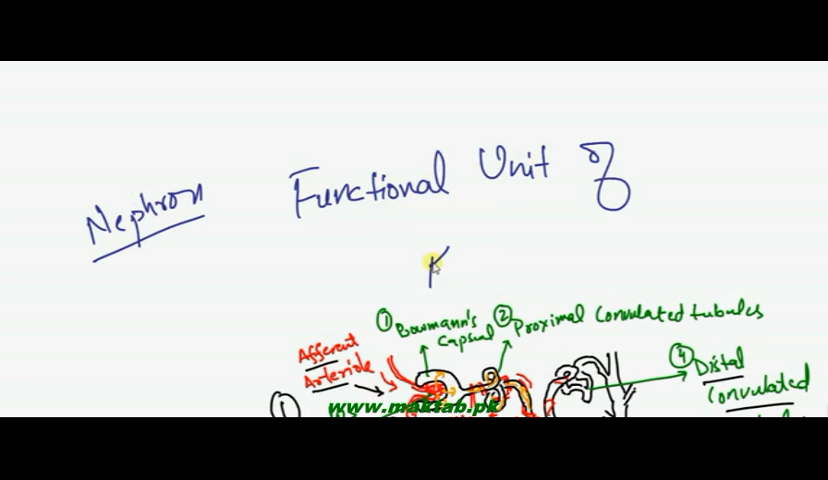 Nephron Functional Unit of
① Bowmann's Capsul
② Proximal Convulated tubules
Afferent
Arteriole
④ Distal
Convulated
①
www.maktab.pk